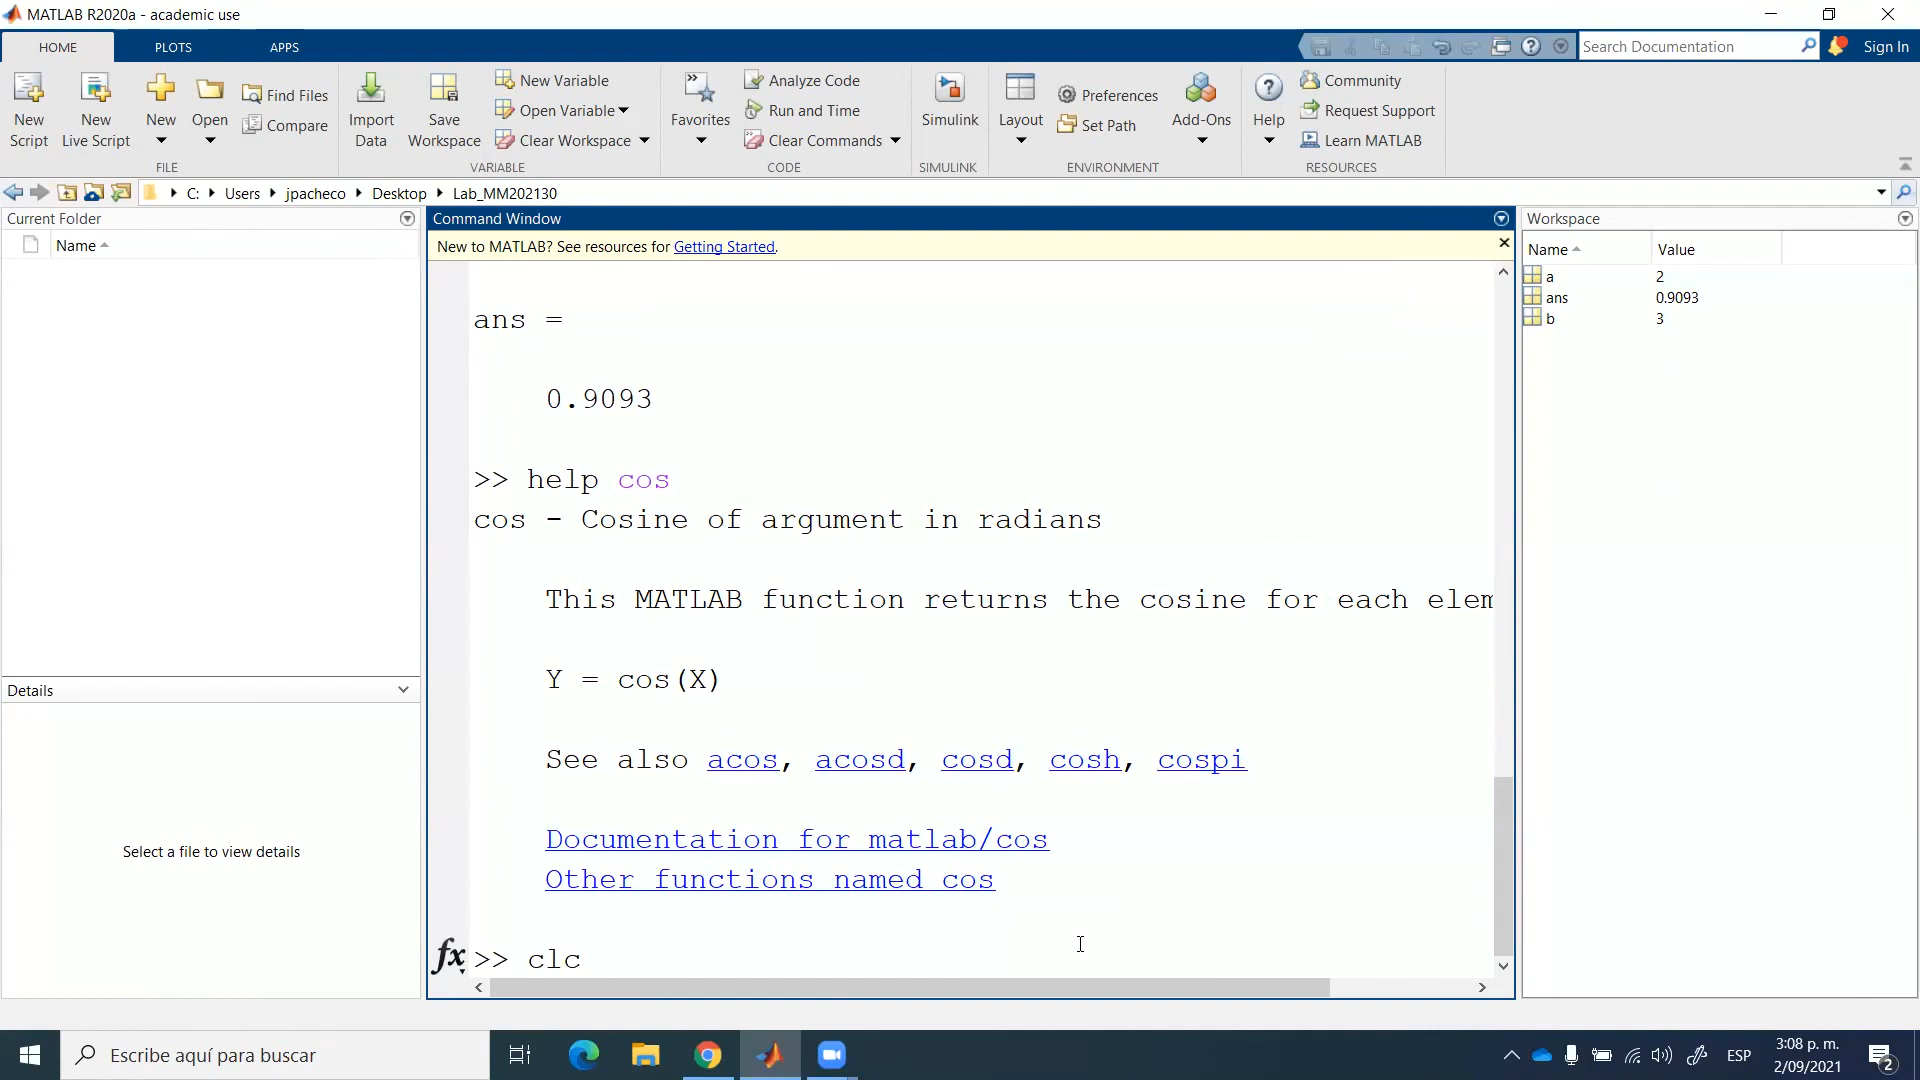 MATLAB R2020a - academic use
HOME PLOTS APPS
Search Documentation
Sign In
New Script
New Live Script
New
Open
Find Files
Compare
FILE
Import Data
Save Workspace
New Variable
Open Variable
Clear Workspace
VARIABLE
Favorites
Analyze Code
Run and Time
Clear Commands
CODE
Simulink
SIMULINK
Layout
Preferences
Set Path
Add-Ons
ENVIRONMENT
Help
Community
Request Support
Learn MATLAB
RESOURCES
C: Users jpacheco Desktop Lab_MM202130
Current Folder
Name
Details
Select a file to view details
Command Window
New to MATLAB? See resources for Getting Started.
ans =
0.9093
>> help cos
cos - Cosine of argument in radians
This MATLAB function returns the cosine for each elem
Y = cos(X)
See also acos, acosd, cosd, cosh, cospi
Documentation for matlab/cos
Other functions named cos
fx >> clc
Workspace
Name Value
a 2
ans 0.9093
b 3
Escribe aquí para buscar
ESP
3:08 p. m.
2/09/2021
2